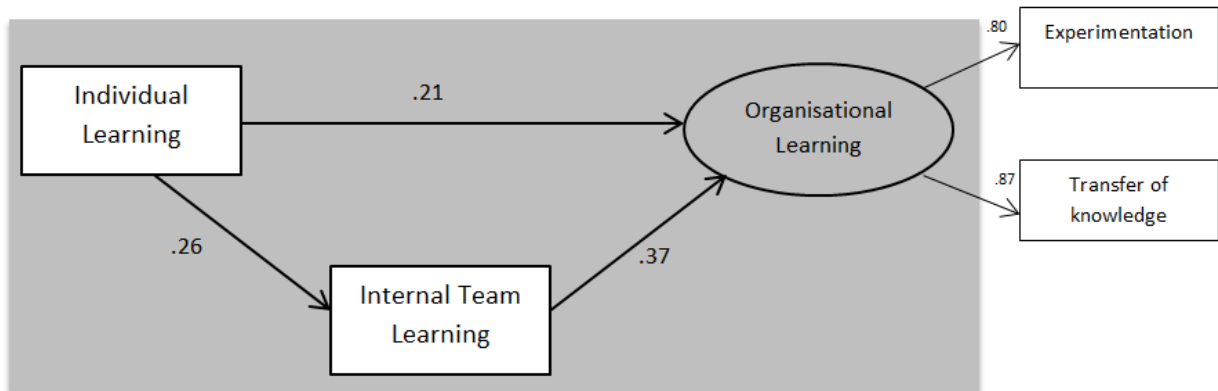 .80
Experimentation
Individual
Learning
.21
Organisational
Learning
.87
Transfer of
knowledge
.26
.37
Internal Team
Learning